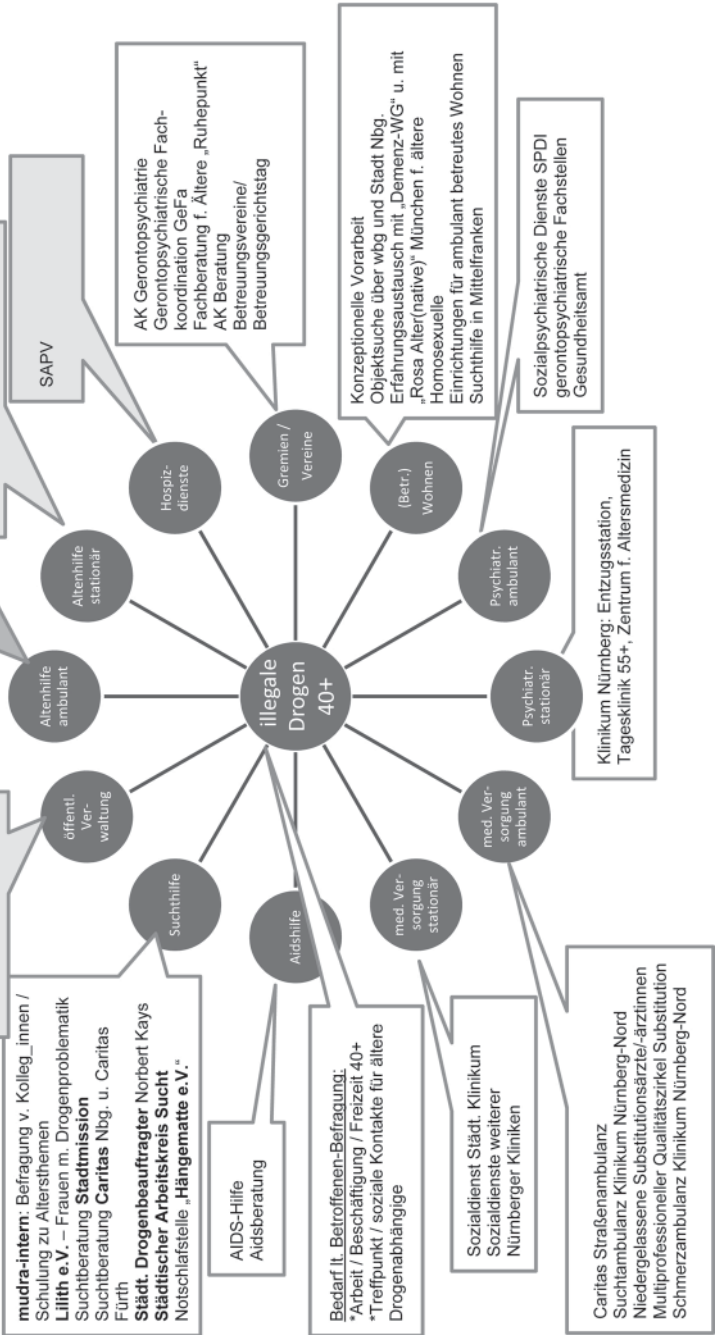 mudra-intern: Befragung v. Kolleg_innen /
Schulung zu Altersthemen
Lilith e.V. – Frauen m. Drogenproblematik
Suchtberatung Stadtmission
Suchtberatung Caritas Nbg. u. Caritas
Fürth
Städt. Drogenbeauftragter Norbert Kays
Städtischer Arbeitskreis Sucht
Notschlafstelle „Hängematte e.V."
AIDS-Hilfe
Aidsberatung
Bedarf lt. Betroffenen-Befragung:
*Arbeit / Beschäftigung / Freizeit 40+
*Treffpunkt / soziale Kontakte für ältere
Drogenabhängige
Sozialdienst Städt. Klinikum
Sozialdienste weiterer
Nürnberger Kliniken
Caritas Straßenambulanz
Suchtambulanz Klinikum Nürnberg-Nord
Niedergelassene Substitutionsärzte/-ärztinnen
Multiprofessioneller Qualitätszirkel Substitution
Schmerzambulanz Klinikum Nürnberg-Nord
illegale
Drogen
40+
öffentl.
Ver-
waltung
Altenhilfe
ambulant
Altenhilfe
stationär
Hospiz-
dienste
Gremien /
Vereine
(Betr.)
Wohnen
Psychiatr.
ambulant
Psychiatr.
stationär
med. Ver-
sorgung
ambulant
med. Ver-
sorgung
stationär
Aidshilfe
Suchthilfe
SAPV
AK Gerontopsychiatrie
Gerontopsychiatrische Fach-
koordination GeFa
Fachberatung f. Ältere „Ruhepunkt"
AK Beratung
Betreuungsvereine/
Betreuungsgerichtstag
Konzeptionelle Vorarbeit
Objektsuche über wbg und Stadt Nbg.
Erfahrungsaustausch mit „Demenz-WG" u. mit
„Rosa Alter(native)" München f. ältere
Homosexuelle
Einrichtungen für ambulant betreutes Wohnen
Suchthilfe in Mittelfranken
Sozialpsychiatrische Dienste SPDI
gerontopsychiatrische Fachstellen
Gesundheitsamt
Klinikum Nürnberg: Entzugsstation,
Tagesklinik 55+, Zentrum f. Altersmedizin